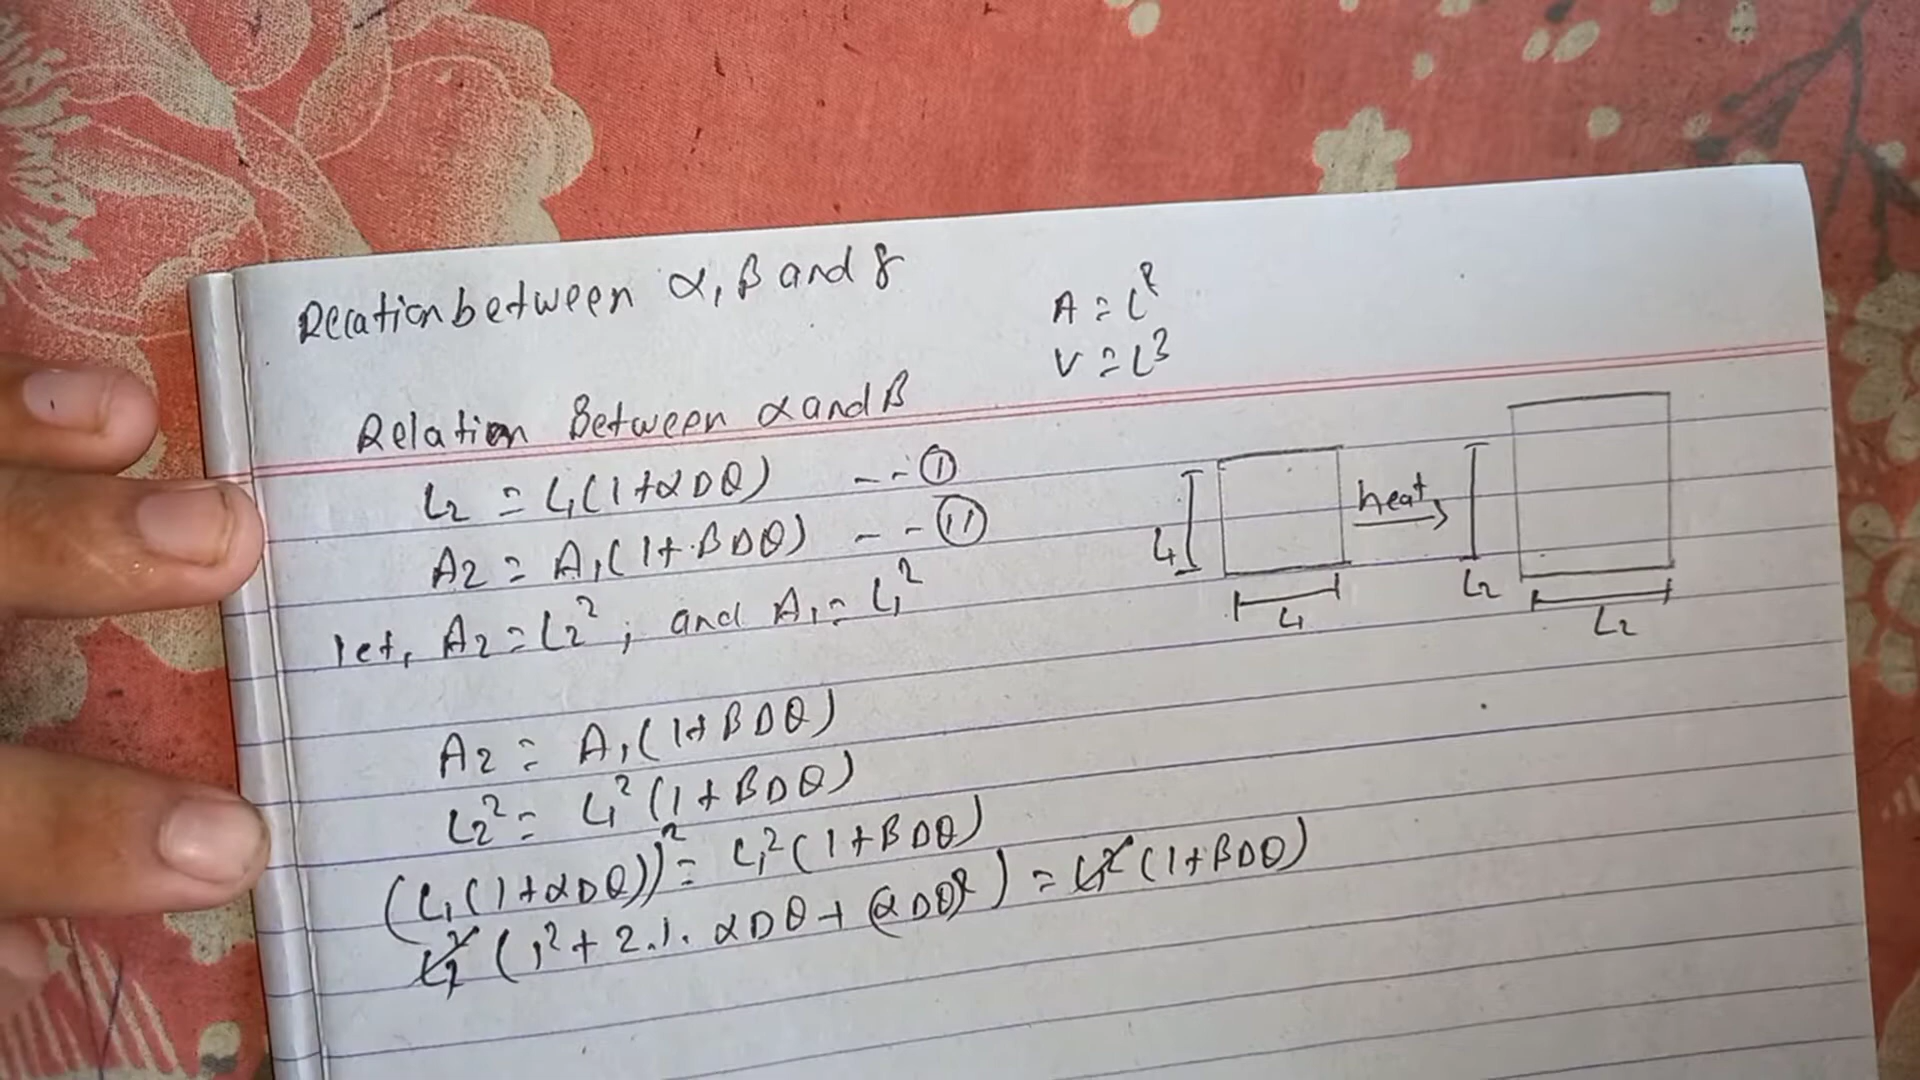 Relation between α, β and γ
A = L²
V = L³
Relation Between α and β
L₂ = L₁(1+αΔθ) --- ①
A₂ = A₁(1+βΔθ) --- ⑪
let, A₂ = L₂² ; and A₁ = L₁²
L₁ heat L₂
L₁ L₂
A₂ = A₁(1+βΔθ)
L₂² = L₁²(1+βΔθ)
(L₁(1+αΔθ))² = L₁²(1+βΔθ)
L₁²(1²+2.1.αΔθ+(αΔθ)²) = L₁²(1+βΔθ)